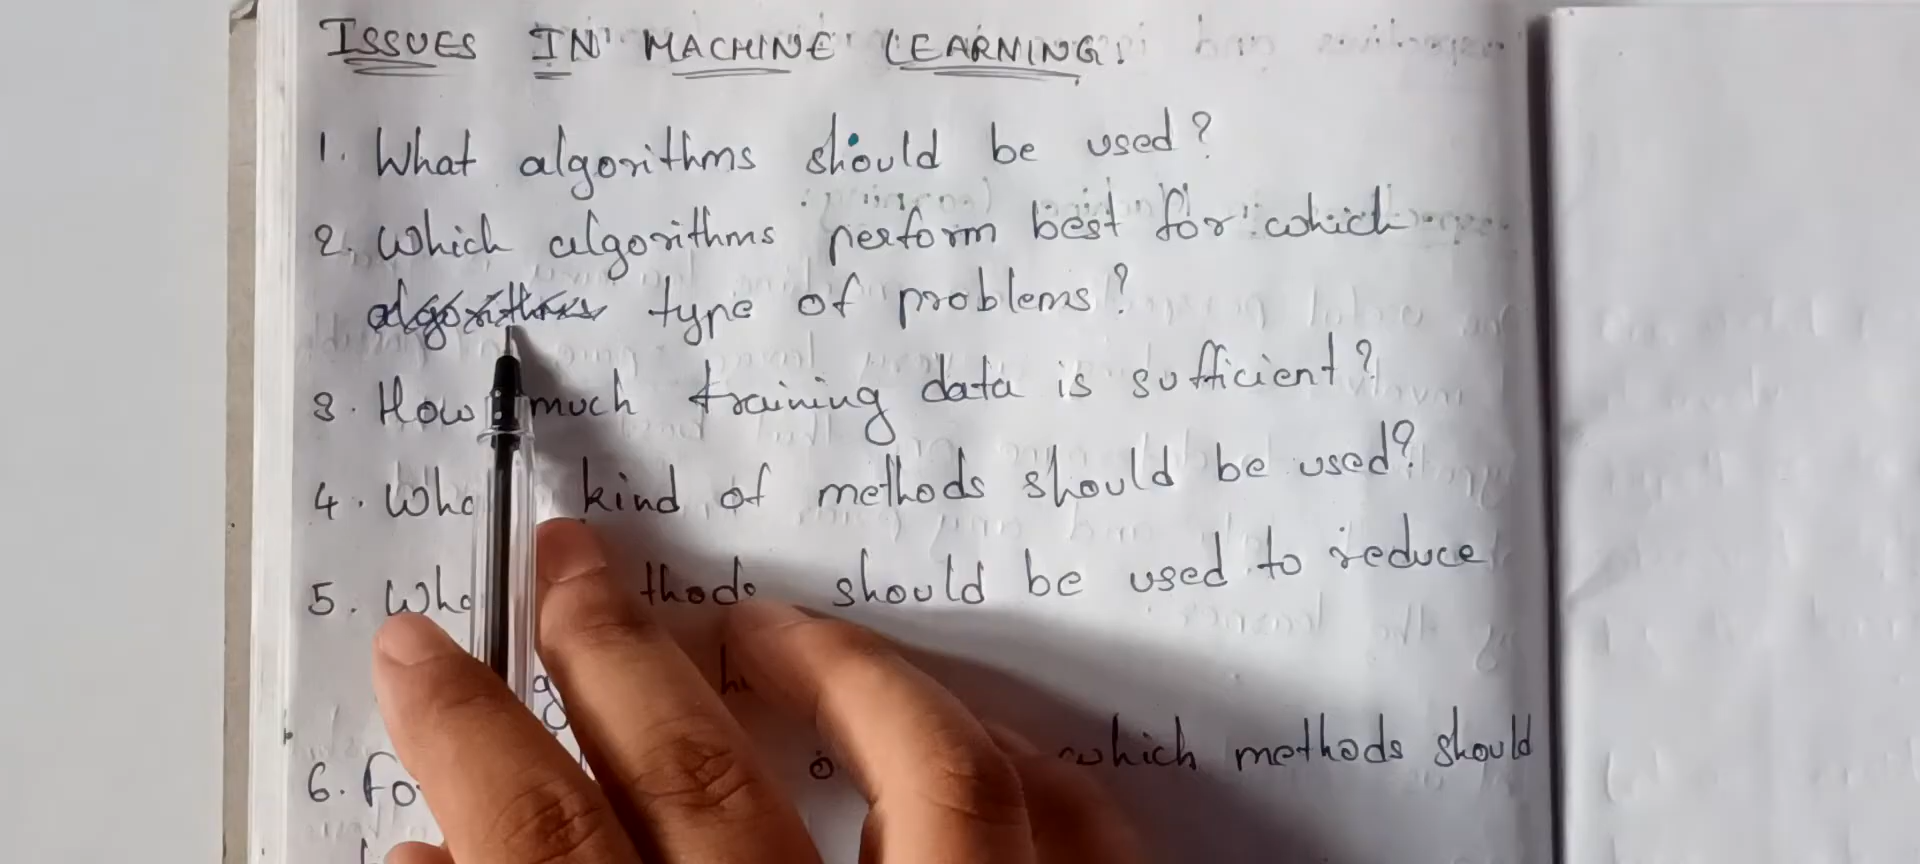 ISSUES IN MACHINE LEARNING:
1. What algorithms should be used?
2. Which algorithms perform best for which
algorithms type of problems?
3. How much training data is sufficient?
4. kind of methods should be used?
5. should be used to reduce
6. which methods should